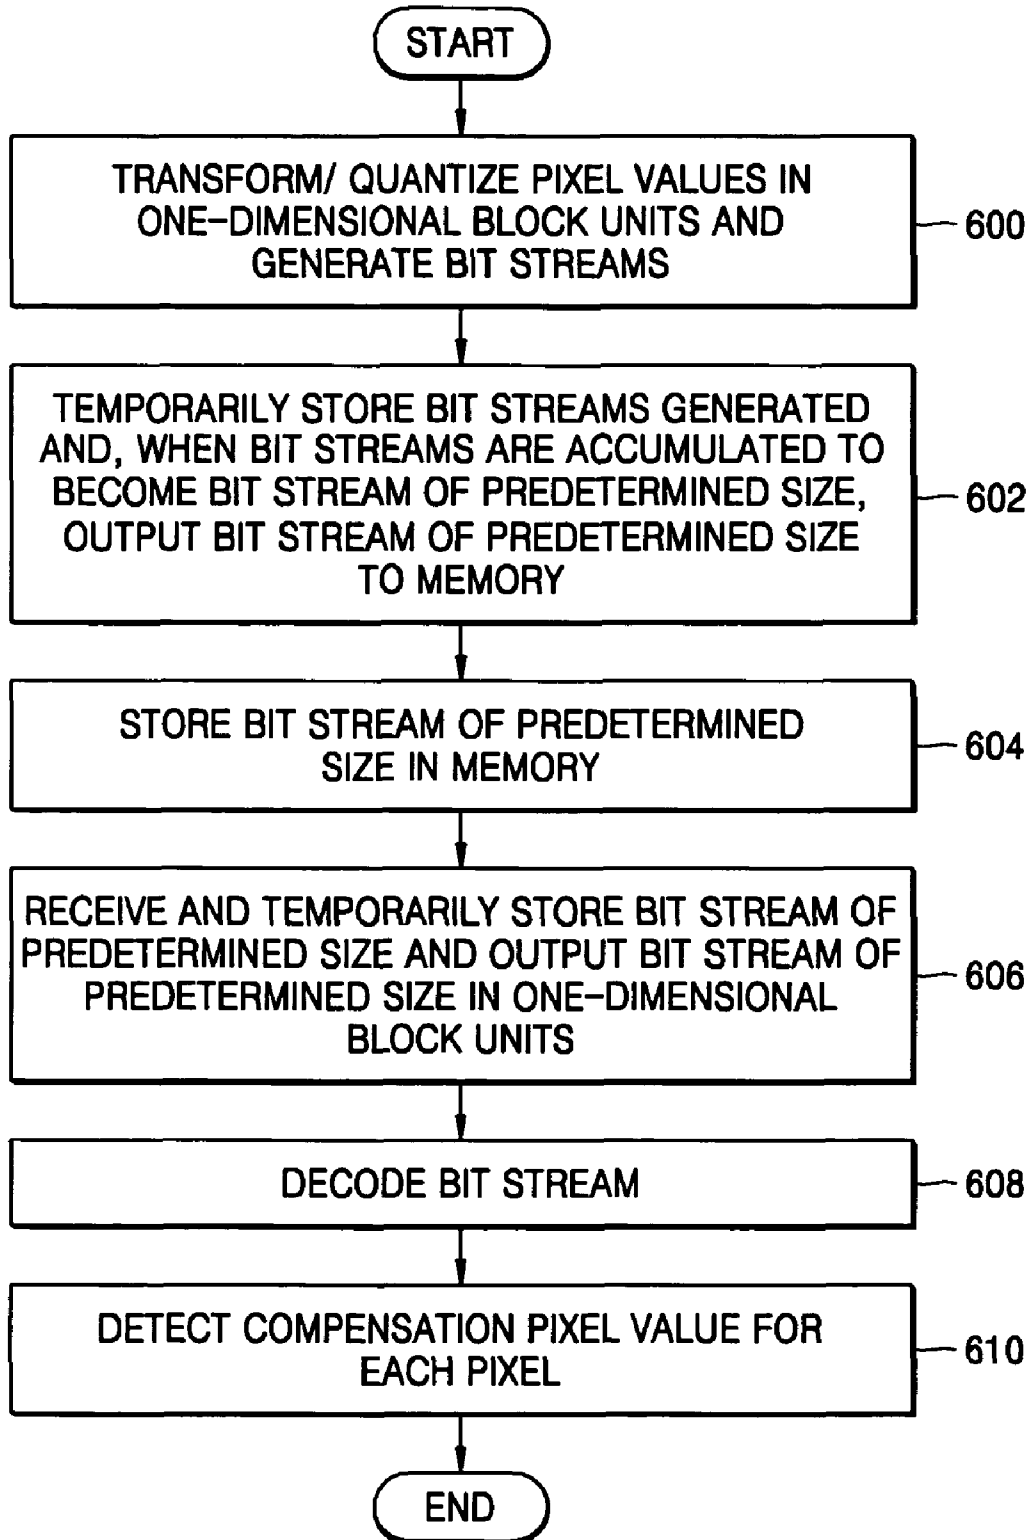 START
TRANSFORM/ QUANTIZE PIXEL VALUES IN
ONE-DIMENSIONAL BLOCK UNITS AND
GENERATE BIT STREAMS
600
TEMPORARILY STORE BIT STREAMS GENERATED
AND, WHEN BIT STREAMS ARE ACCUMULATED TO
BECOME BIT STREAM OF PREDETERMINED SIZE,
OUTPUT BIT STREAM OF PREDETERMINED SIZE
TO MEMORY
602
STORE BIT STREAM OF PREDETERMINED
SIZE IN MEMORY
604
RECEIVE AND TEMPORARILY STORE BIT STREAM OF
PREDETERMINED SIZE AND OUTPUT BIT STREAM OF
PREDETERMINED SIZE IN ONE-DIMENSIONAL
BLOCK UNITS
606
DECODE BIT STREAM
608
DETECT COMPENSATION PIXEL VALUE FOR
EACH PIXEL
610
END